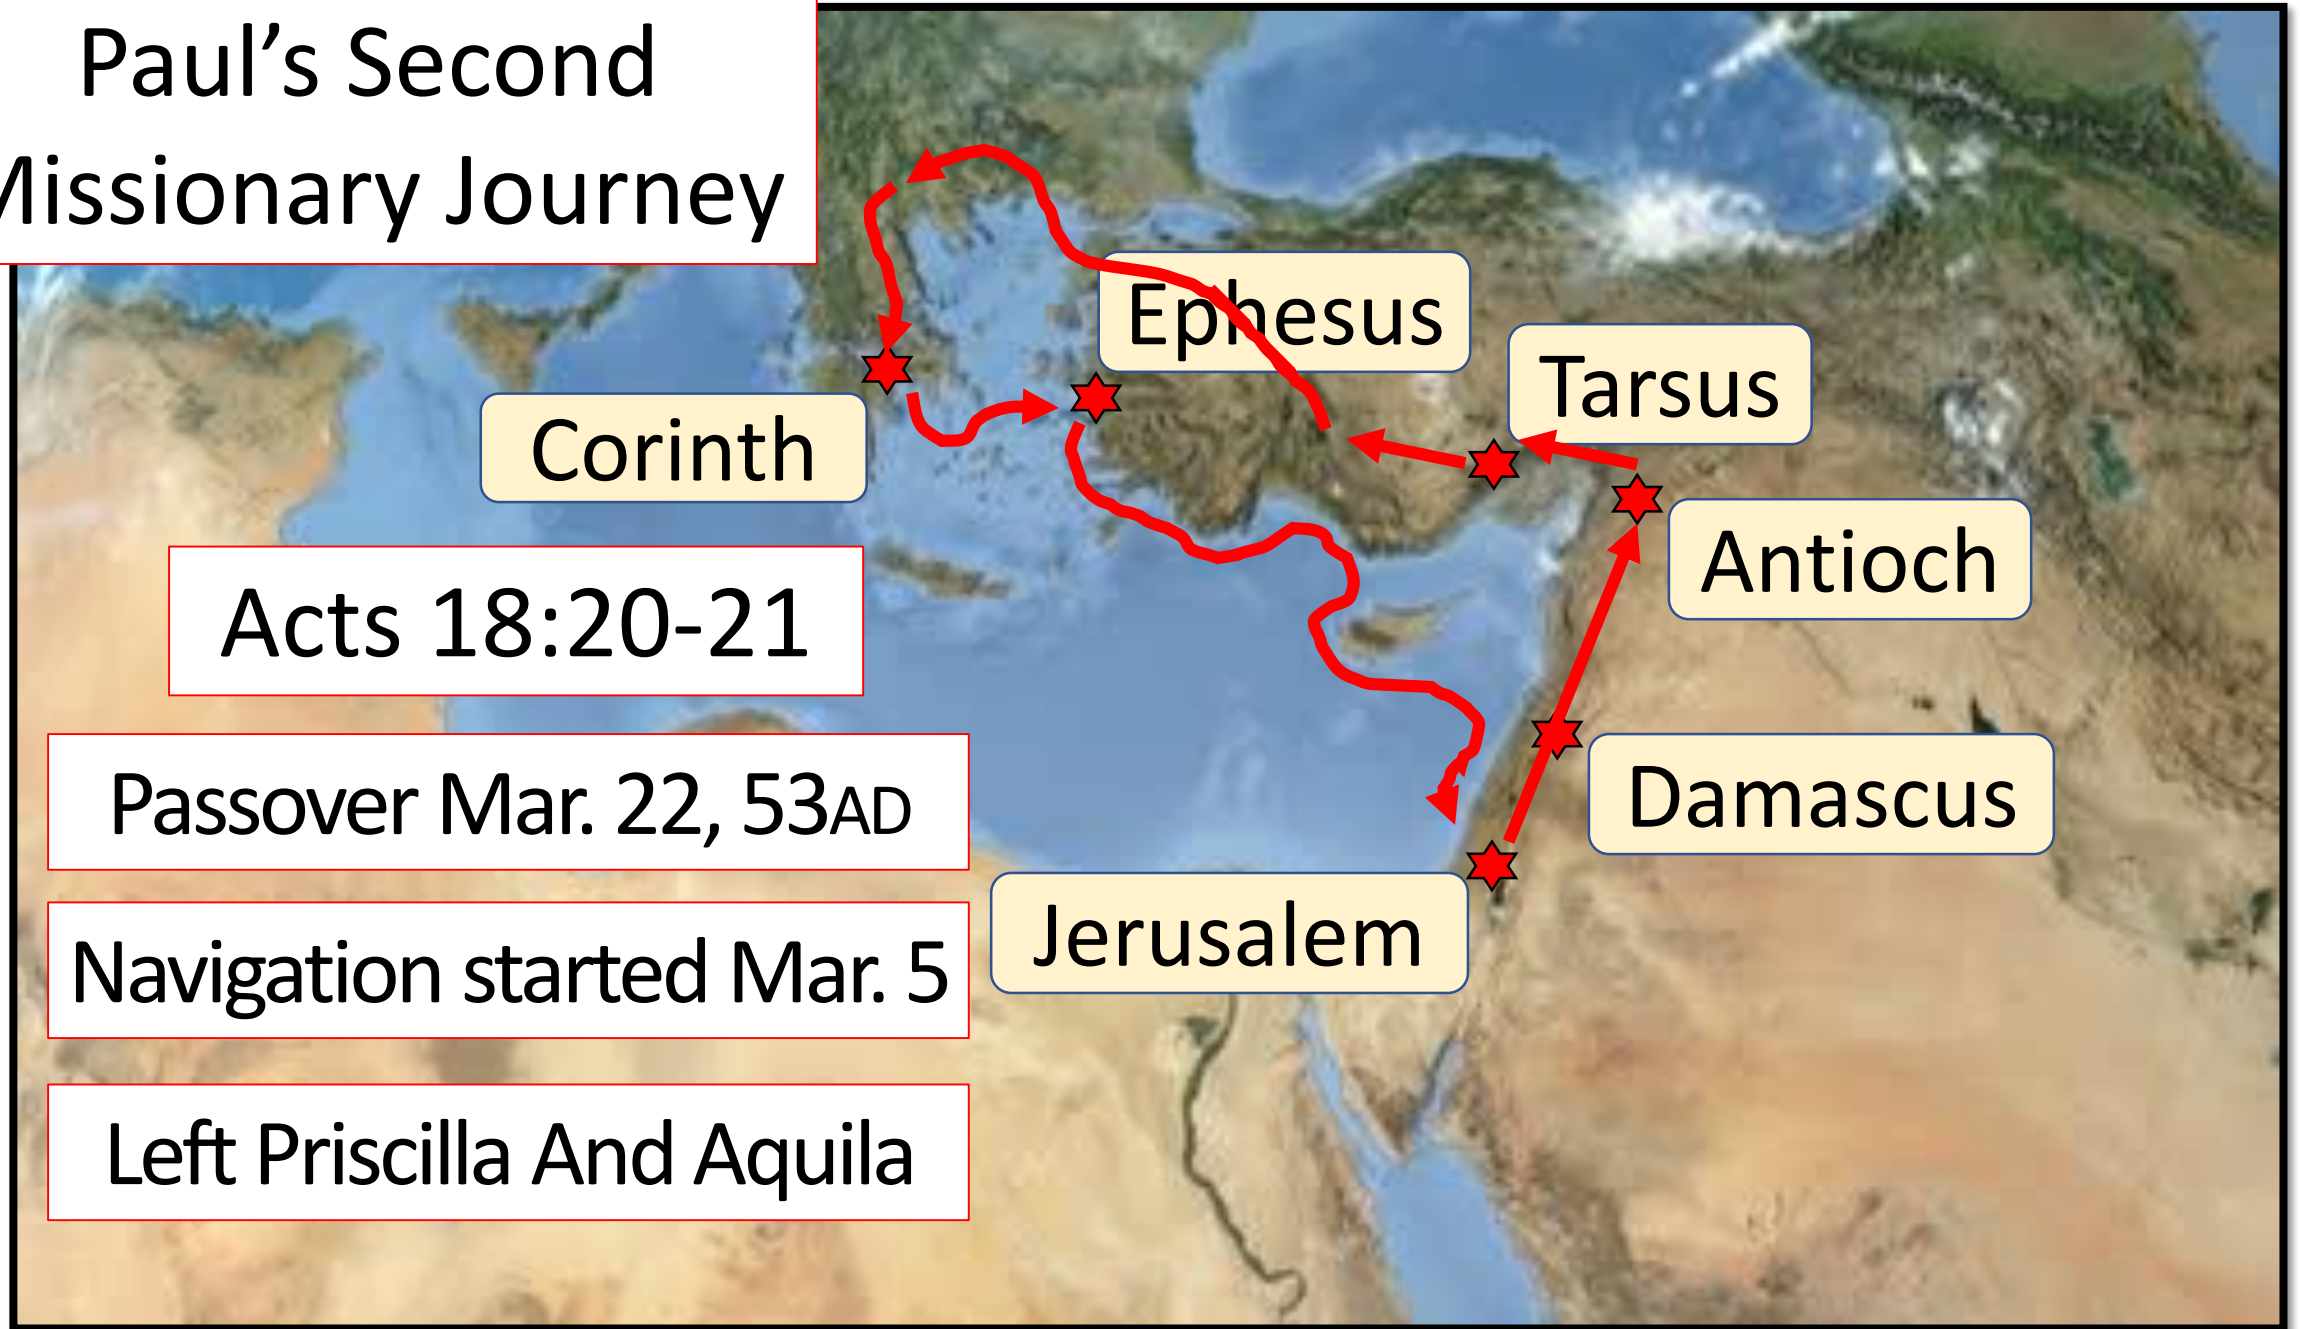 Paul's Second
Missionary Journey
Ephesus
Tarsus
Corinth
Antioch
Acts 18:20-21
Damascus
Passover Mar. 22, 53AD
Jerusalem
Navigation started Mar. 5
Left Priscilla And Aquila